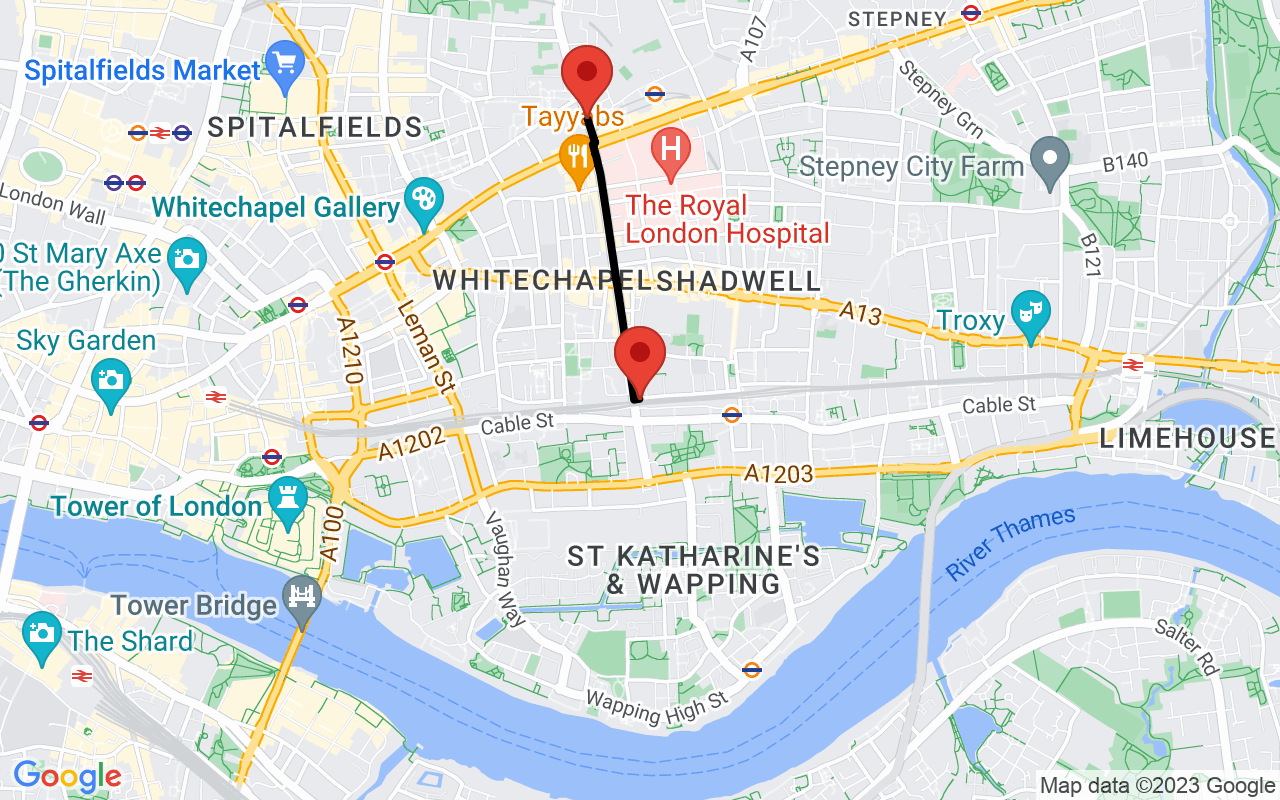 STEPNEY
A107
Spitalfields Market
Stepney Grn
Tayyabs
SPITALFIELDS
H
Stepney City Farm
B140
London Wall
Whitechapel Gallery
The Royal
London Hospital
0 St Mary Axe
(The Gherkin)
B121
WHITECHAPEL
SHADWELL
A13
Leman St
Troxy
Sky Garden
A1210
Cable St
Cable St
A1202
LIMEHOUSE
A1203
Tower of London
A100
River Thames
Vaughan Way
ST KATHARINE'S
& WAPPING
Tower Bridge
The Shard
Salter Rd
Wapping High St
Google
Map data ©2023 Google